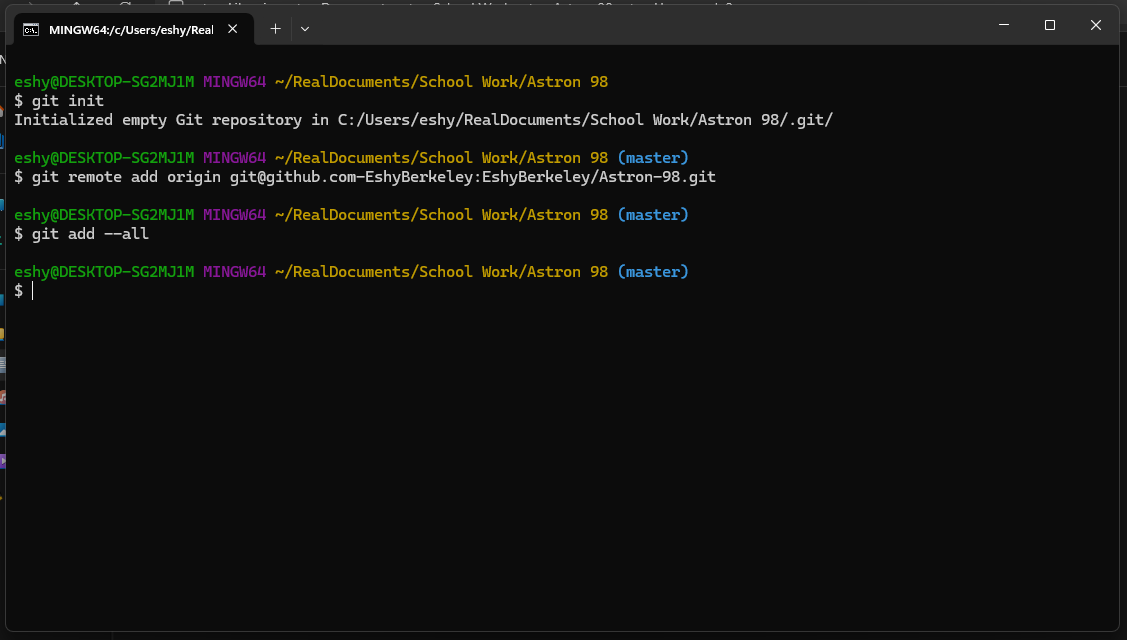 MINGW64:/c/Users/eshy/Real
eshy@DESKTOP-SG2MJ1M MINGW64 ~/RealDocuments/School Work/Astron 98
$ git init
Initialized empty Git repository in C:/Users/eshy/RealDocuments/School Work/Astron 98/.git/
eshy@DESKTOP-SG2MJ1M MINGW64 ~/RealDocuments/School Work/Astron 98 (master)
$ git remote add origin git@github.com-EshyBerkeley:EshyBerkeley/Astron-98.git
eshy@DESKTOP-SG2MJ1M MINGW64 ~/RealDocuments/School Work/Astron 98 (master)
$ git add --all
eshy@DESKTOP-SG2MJ1M MINGW64 ~/RealDocuments/School Work/Astron 98 (master)
$